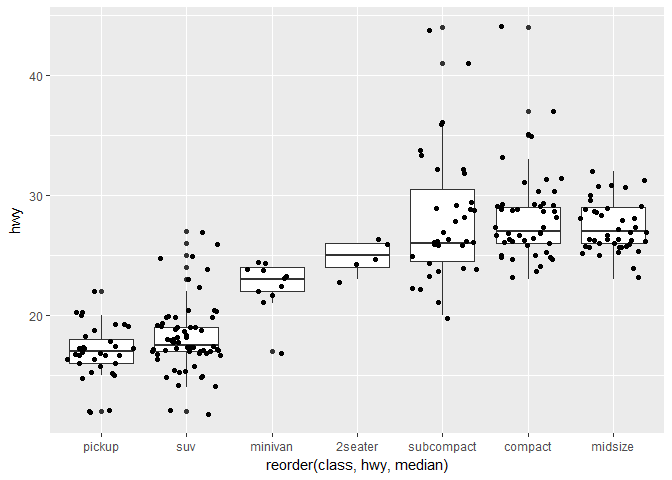 hwy
40
30
20
pickup suv minivan 2seater subcompact compact midsize
reorder(class, hwy, median)